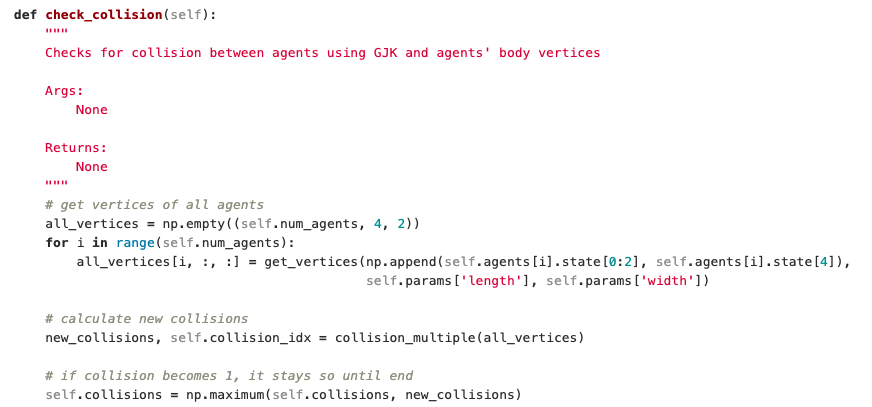 def check_collision(self):
    """
    Checks for collision between agents using GJK and agents' body vertices

    Args:
        None

    Returns:
        None
    """
    # get vertices of all agents
    all_vertices = np.empty((self.num_agents, 4, 2))
    for i in range(self.num_agents):
        all_vertices[i, :, :] = get_vertices(np.append(self.agents[i].state[0:2], self.agents[i].state[4]),
                                             self.params['length'], self.params['width'])

    # calculate new collisions
    new_collisions, self.collision_idx = collision_multiple(all_vertices)

    # if collision becomes 1, it stays so until end
    self.collisions = np.maximum(self.collisions, new_collisions)